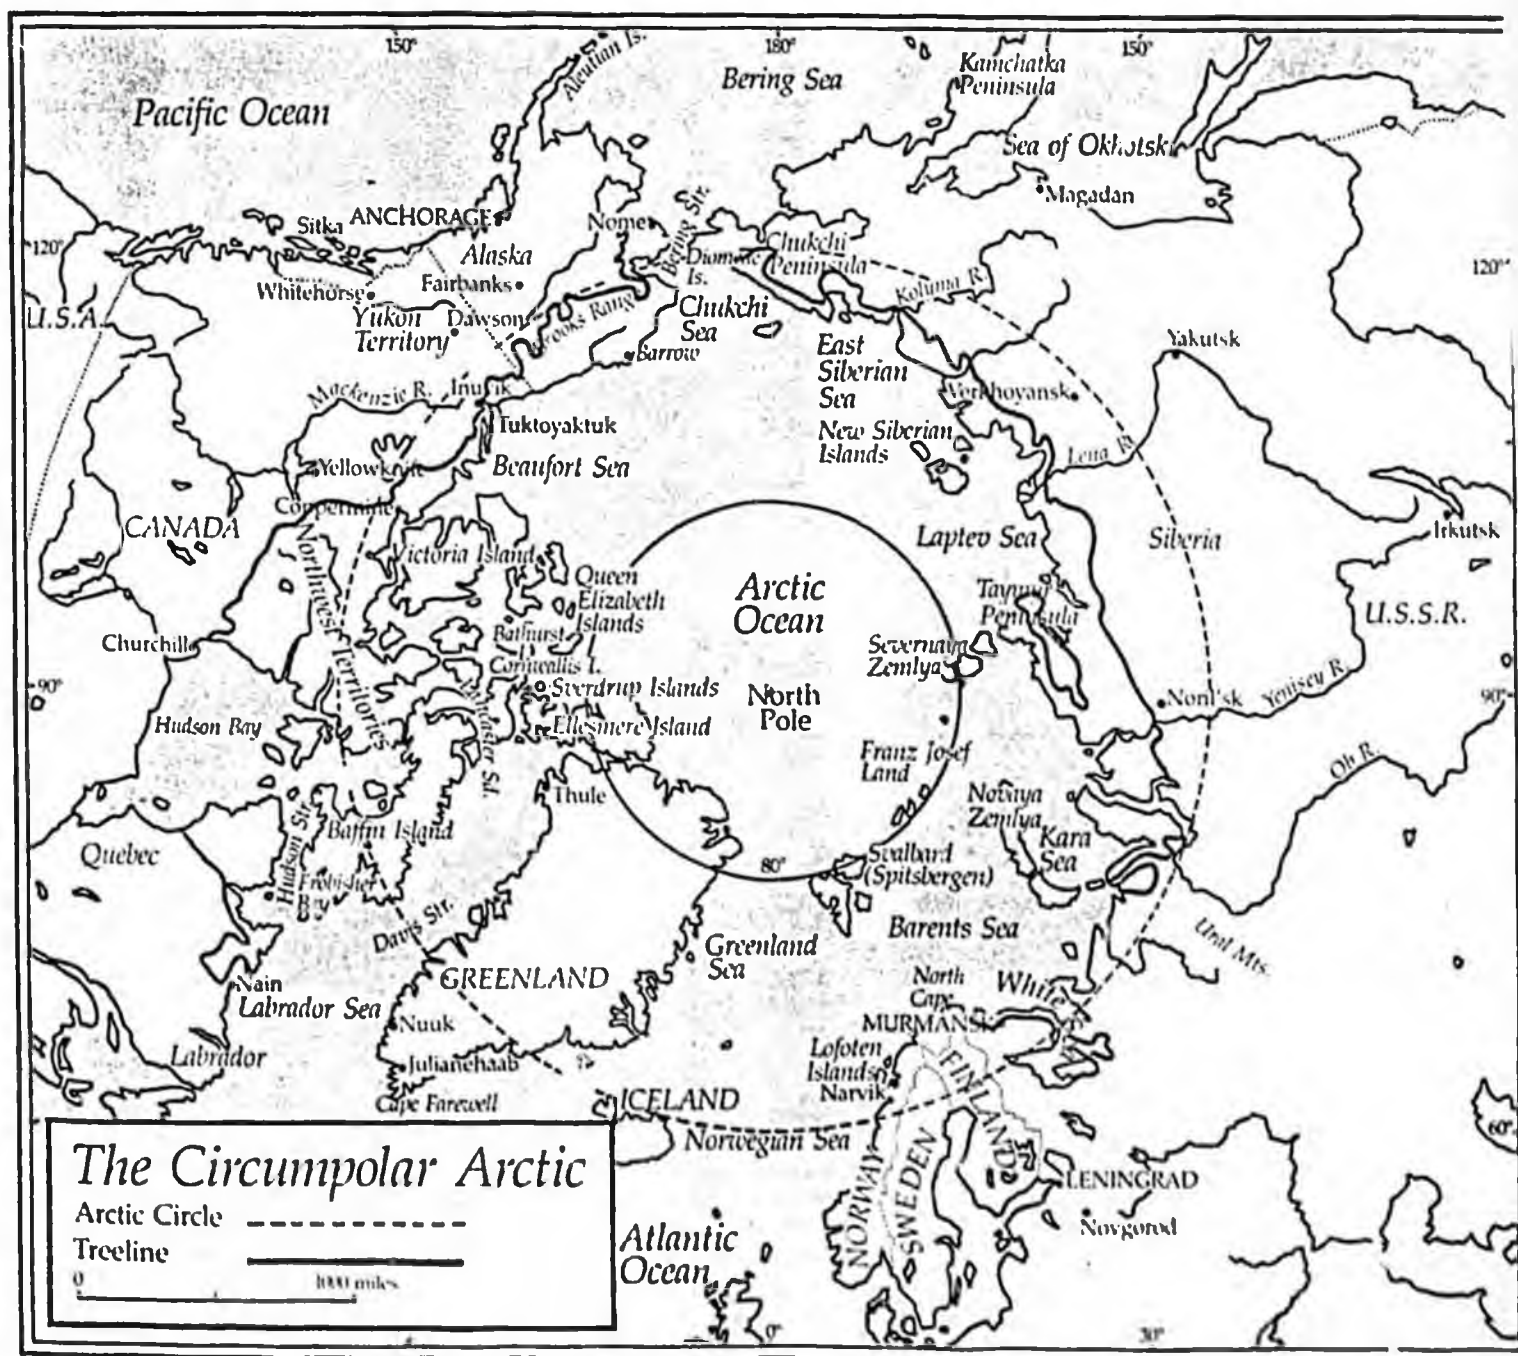 150°
180°
150°
Aleutian Is.
Bering Sea
Kamchatka
Peninsula
Pacific Ocean
Sea of Okhotsk
Magadan
Sitka
ANCHORAGE
Nome
Bering Str.
120°
Alaska
Diomede
Is.
Chukchi
Peninsula
120°
Whitehorse
Fairbanks
Koluma R.
U.S.A.
Yukon
Territory
Dawson
Brooks Rang
Chukchi
Sea
Barrow
East
Siberian
Sea
Yakutsk
Mackenzie R.
Inuvik
Verkhoyansk
Tuktoyaktuk
New Siberian
Islands
Lena R.
Yellowknife
Beaufort Sea
Coppermine
CANADA
Laptev Sea
Siberia
Irkutsk
Northwest Territories
Victoria Island
Queen
Elizabeth
Islands
Arctic
Ocean
Taymyr
Peninsula
U.S.S.R.
Churchill
Bathurst
I.
Cornwallis I.
Severnaya
Zemlya
90°
Sverdrup Islands
North
Pole
Noril'sk
Yenisey R.
90°
Hudson Bay
Lancaster Sd.
Ellesmere Island
Franz Josef
Land
Ob R.
Thule
Novaya
Zemlya
Hudson Str.
Baffin Island
Kara
Sea
Quebec
80°
Svalbard
(Spitsbergen)
Frobisher
Bay
Davis Str.
Barents Sea
Ural Mts.
Greenland
Sea
GREENLAND
North
Cape
White
Nain
Labrador Sea
Nuuk
MURMANSK
Labrador
Julianehaab
Lofoten
Islands
FINLAND
Cape Farewell
ICELAND
Narvik
Norwegian Sea
60°
NORWAY
SWEDEN
LENINGRAD
Novgorod
The Circumpolar Arctic
Arctic Circle
Treeline
0
1000 miles
Atlantic
Ocean
0°
30°